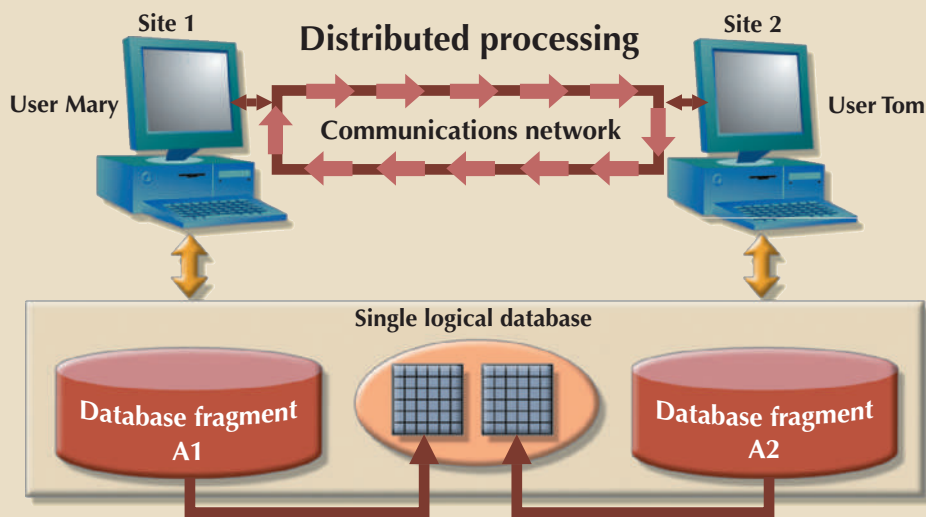 Site 1
Distributed processing
Site 2
User Mary
Communications network
User Tom
Single logical database
Database fragment
A1
Database fragment
A2